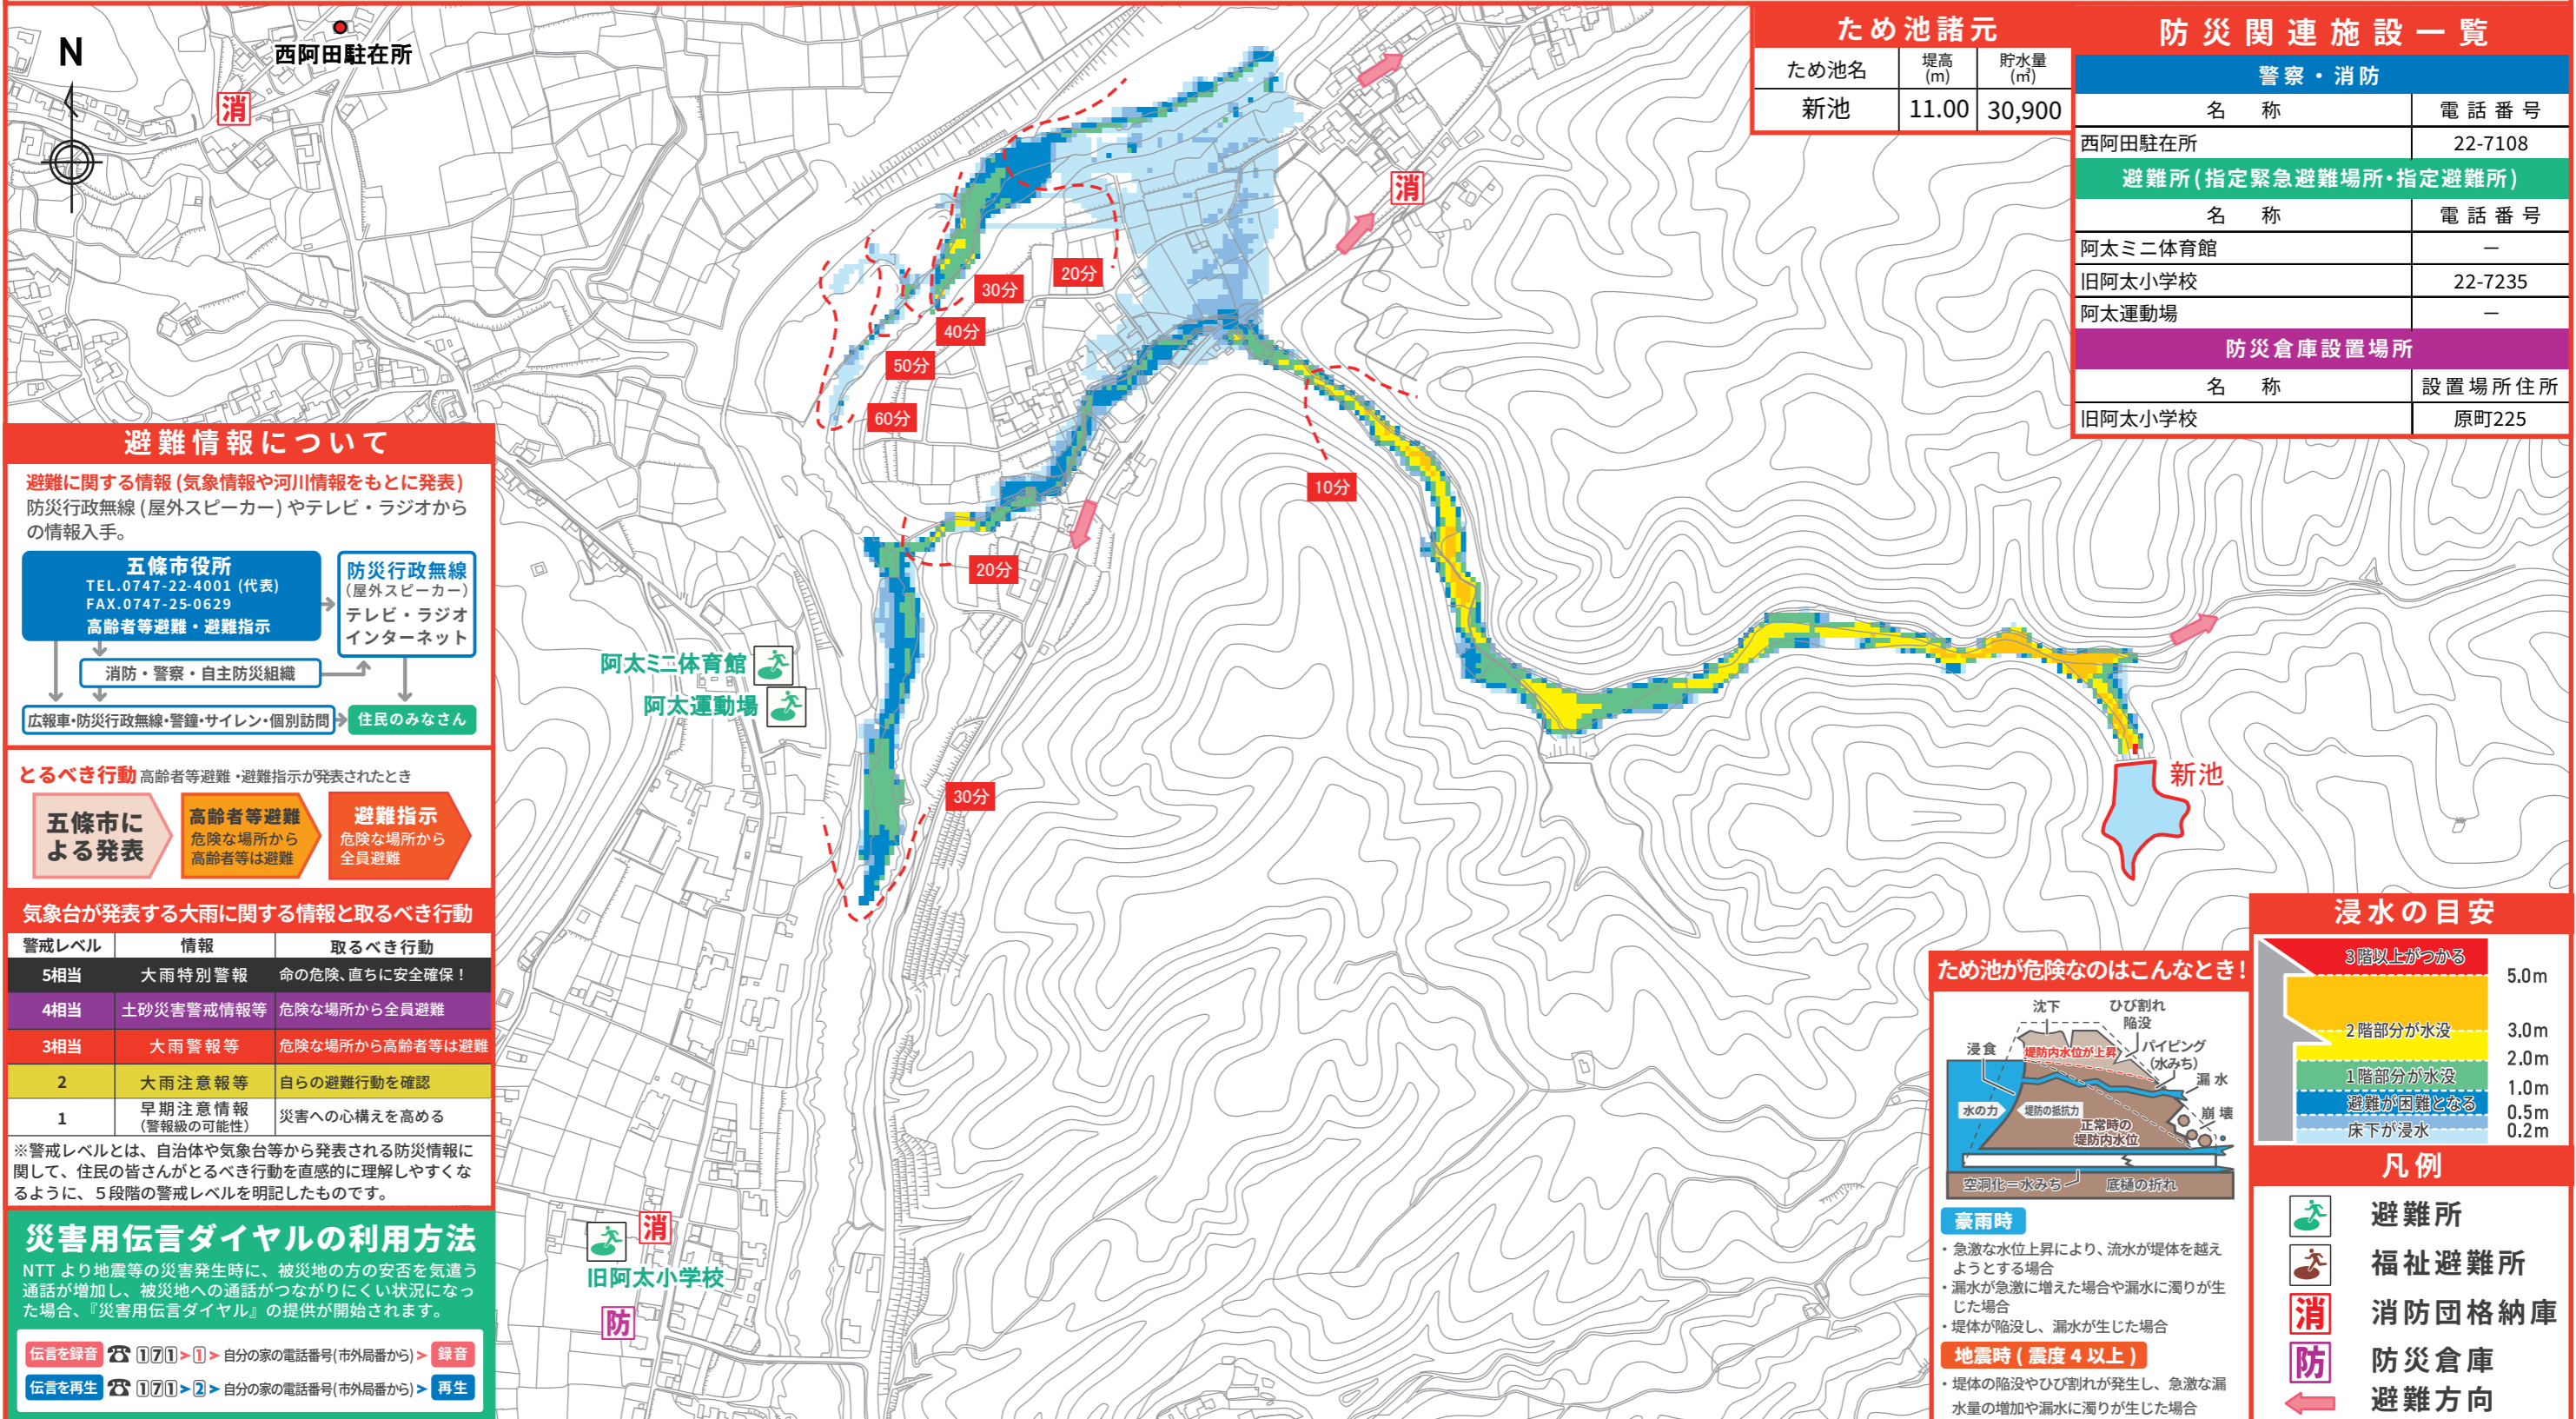 N
西阿田駐在所
消
ため池諸元
ため池名
堤高
(m)
貯水量
(㎥)
新池
11.00
30,900
防災関連施設一覧
警察・消防
名 称
電話番号
西阿田駐在所
22-7108
避難所(指定緊急避難場所・指定避難所)
名 称
電話番号
阿太ミニ体育館
－
旧阿太小学校
22-7235
阿太運動場
－
防災倉庫設置場所
名 称
設置場所住所
旧阿太小学校
原町225
消
20分
30分
40分
50分
60分
10分
20分
30分
阿太ミニ体育館
阿太運動場
新池
消
旧阿太小学校
防
避難情報について
避難に関する情報(気象情報や河川情報をもとに発表)
防災行政無線(屋外スピーカー)やテレビ・ラジオから
の情報入手。
五條市役所
TEL.0747-22-4001(代表)
FAX.0747-25-0629
高齢者等避難・避難指示
防災行政無線
(屋外スピーカー)
テレビ・ラジオ
インターネット
消防・警察・自主防災組織
広報車・防災行政無線・警鐘・サイレン・個別訪問
住民のみなさん
とるべき行動 高齢者等避難・避難指示が発表されたとき
五條市に
よる発表
高齢者等避難
危険な場所から
高齢者等は避難
避難指示
危険な場所から
全員避難
気象台が発表する大雨に関する情報と取るべき行動
警戒レベル
情報
取るべき行動
5相当
大雨特別警報
命の危険、直ちに安全確保！
4相当
土砂災害警戒情報等
危険な場所から全員避難
3相当
大雨警報等
危険な場所から高齢者等は避難
2
大雨注意報等
自らの避難行動を確認
1
早期注意情報
(警報級の可能性)
災害への心構えを高める
※警戒レベルとは、自治体や気象台等から発表される防災情報に
関して、住民の皆さんがとるべき行動を直感的に理解しやすくな
るように、５段階の警戒レベルを明記したものです。
災害用伝言ダイヤルの利用方法
NTTより地震等の災害発生時に、被災地の方の安否を気遣う
通話が増加し、被災地への通話がつながりにくい状況になっ
た場合、『災害用伝言ダイヤル』の提供が開始されます。
伝言を録音 ☎ 171＞1＞自分の家の電話番号(市外局番から)＞録音
伝言を再生 ☎ 171＞2＞自分の家の電話番号(市外局番から)＞再生
ため池が危険なのはこんなとき！
沈下
ひび割れ
陥没
浸食
堤防内水位が上昇
パイピング
(水みち)
漏水
水の力
堤防の抵抗力
崩壊
正常時の
堤防内水位
空洞化＝水みち
底樋の折れ
豪雨時
・急激な水位上昇により、流水が堤体を越え
ようとする場合
・漏水が急激に増えた場合や漏水に濁りが生
じた場合
・堤体が陥没し、漏水が生じた場合
地震時(震度４以上)
・堤体の陥没やひび割れが発生し、急激な漏
水量の増加や漏水に濁りが生じた場合
浸水の目安
3階以上がつかる
5.0m
2階部分が水没
3.0m
2.0m
1階部分が水没
1.0m
避難が困難となる
0.5m
床下が浸水
0.2m
凡例
避難所
福祉避難所
消
消防団格納庫
防
防災倉庫
避難方向